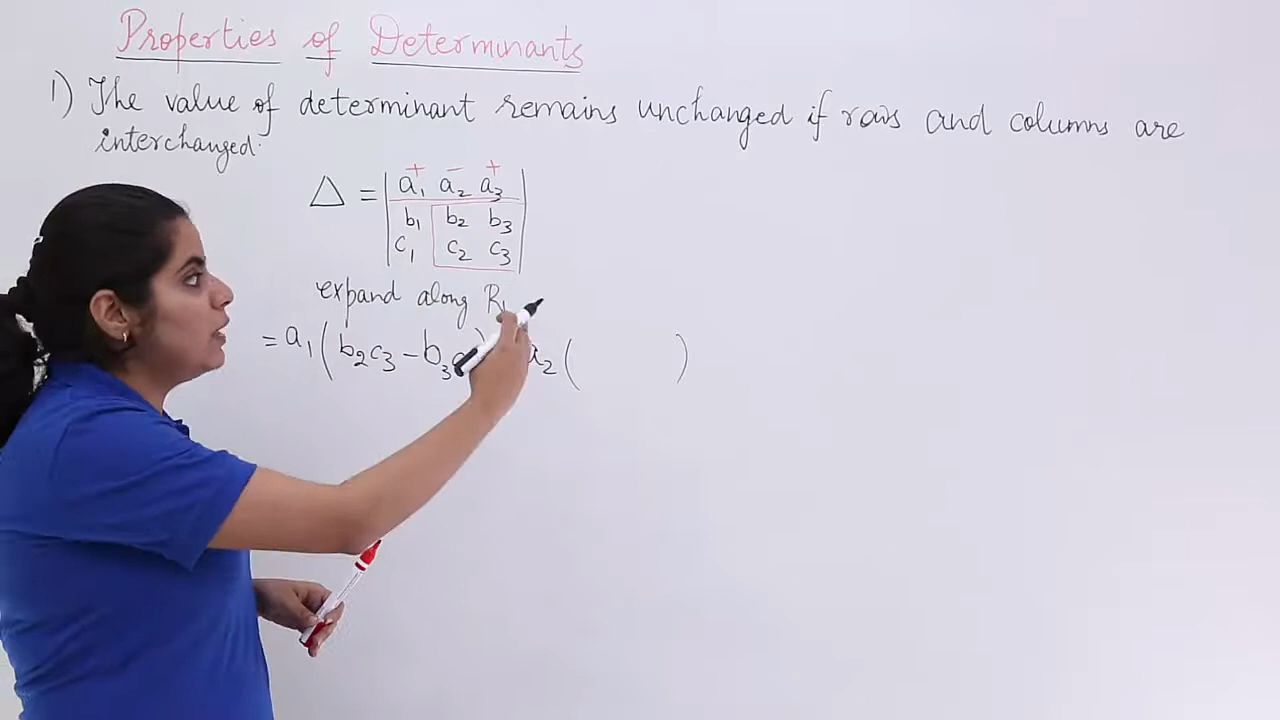 Properties of Determinants
1) The value of determinant remains unchanged if rows and columns are
interchanged.
+ - +
Δ = | a₁ a₂ a₃ |
| b₁ b₂ b₃ |
| c₁ c₂ c₃ |
expand along R₁
= a₁ ( b₂c₃ - b₃ a₂ ( )